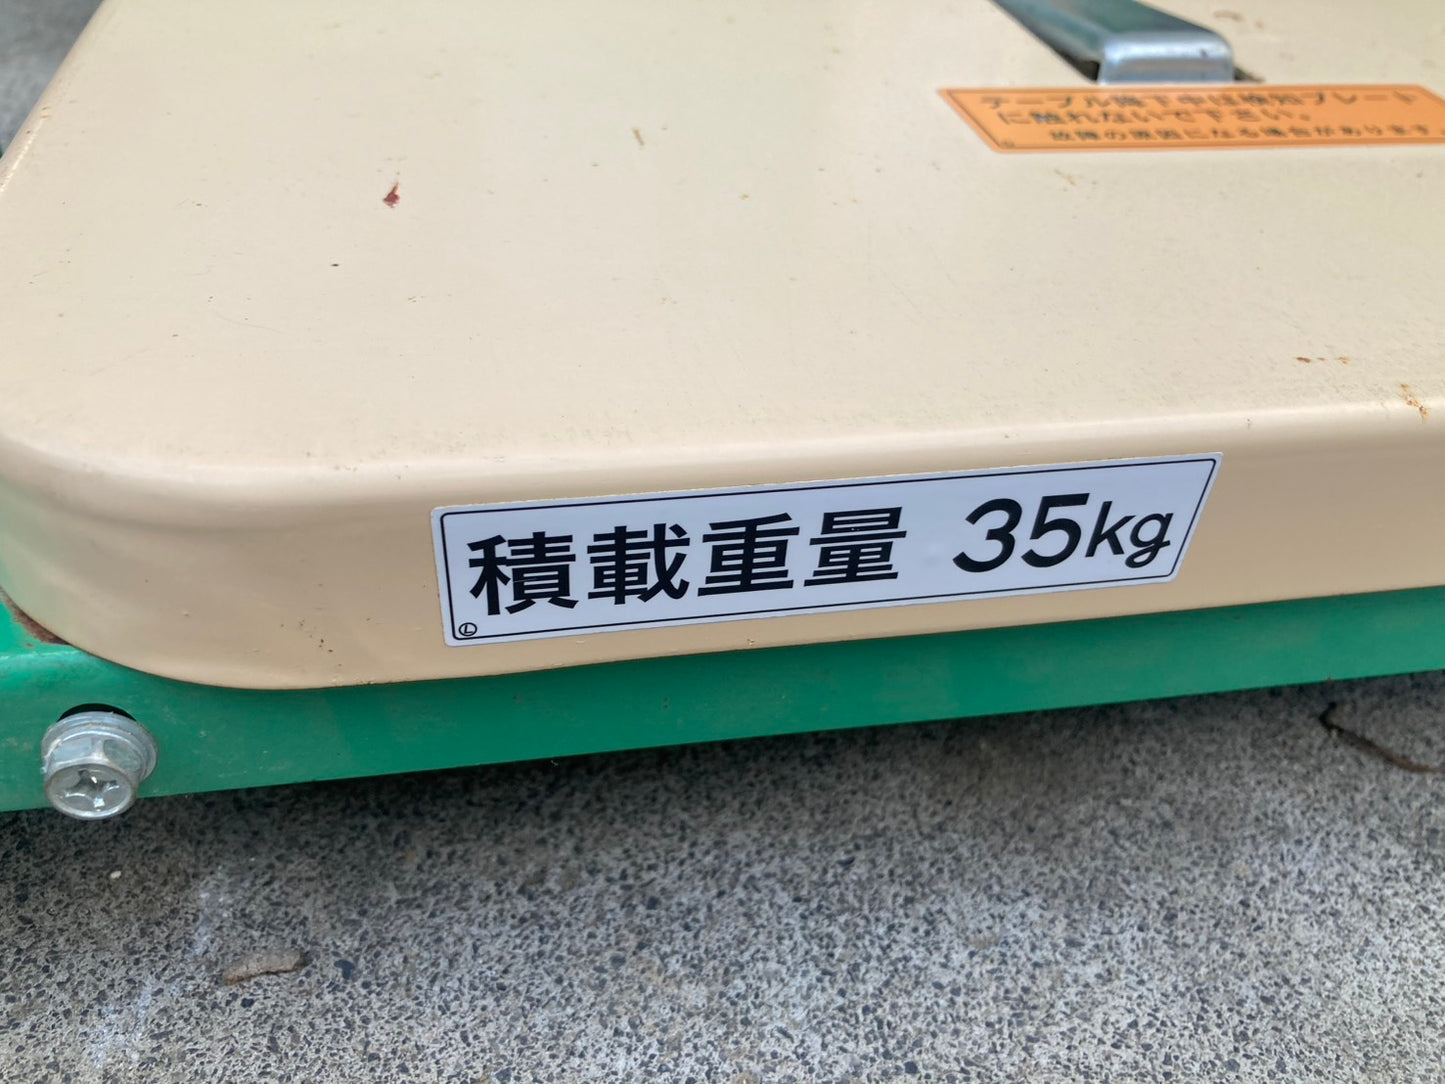 テーブル降下中は検知プレート
に触れないで下さい。
故障の原因になる場合があります。
積載重量 35kg
Ⓛ